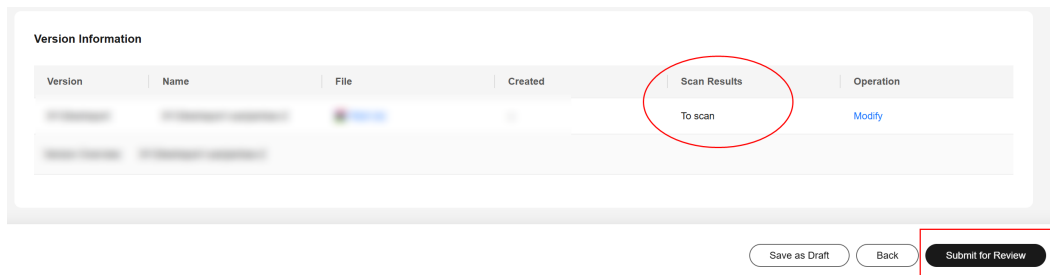 Version Information
Version Name File Created Scan Results Operation
To scan Modify
Save as Draft Back Submit for Review